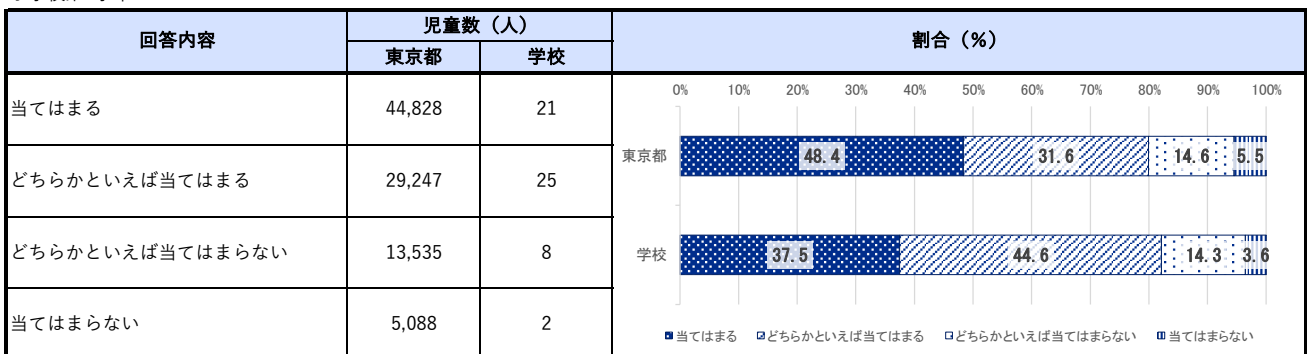 回答内容 児童数（人） 割合（％）
東京都 学校
当てはまる 44,828 21
どちらかといえば当てはまる 29,247 25
どちらかといえば当てはまらない 13,535 8
当てはまらない 5,088 2
0% 10% 20% 30% 40% 50% 60% 70% 80% 90% 100%
東京都 48.4 31.6 14.6 5.5
学校 37.5 44.6 14.3 3.6
当てはまる どちらかといえば当てはまる どちらかといえば当てはまらない 当てはまらない